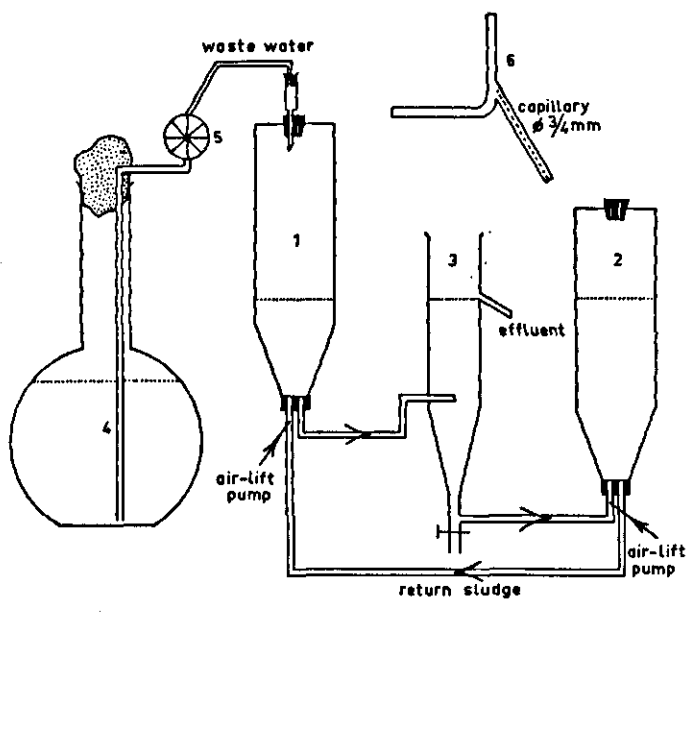 waste water
6
5
capillary
ø 3/4 mm
1
3
2
effluent
4
air-lift
pump
air-lift
pump
return sludge